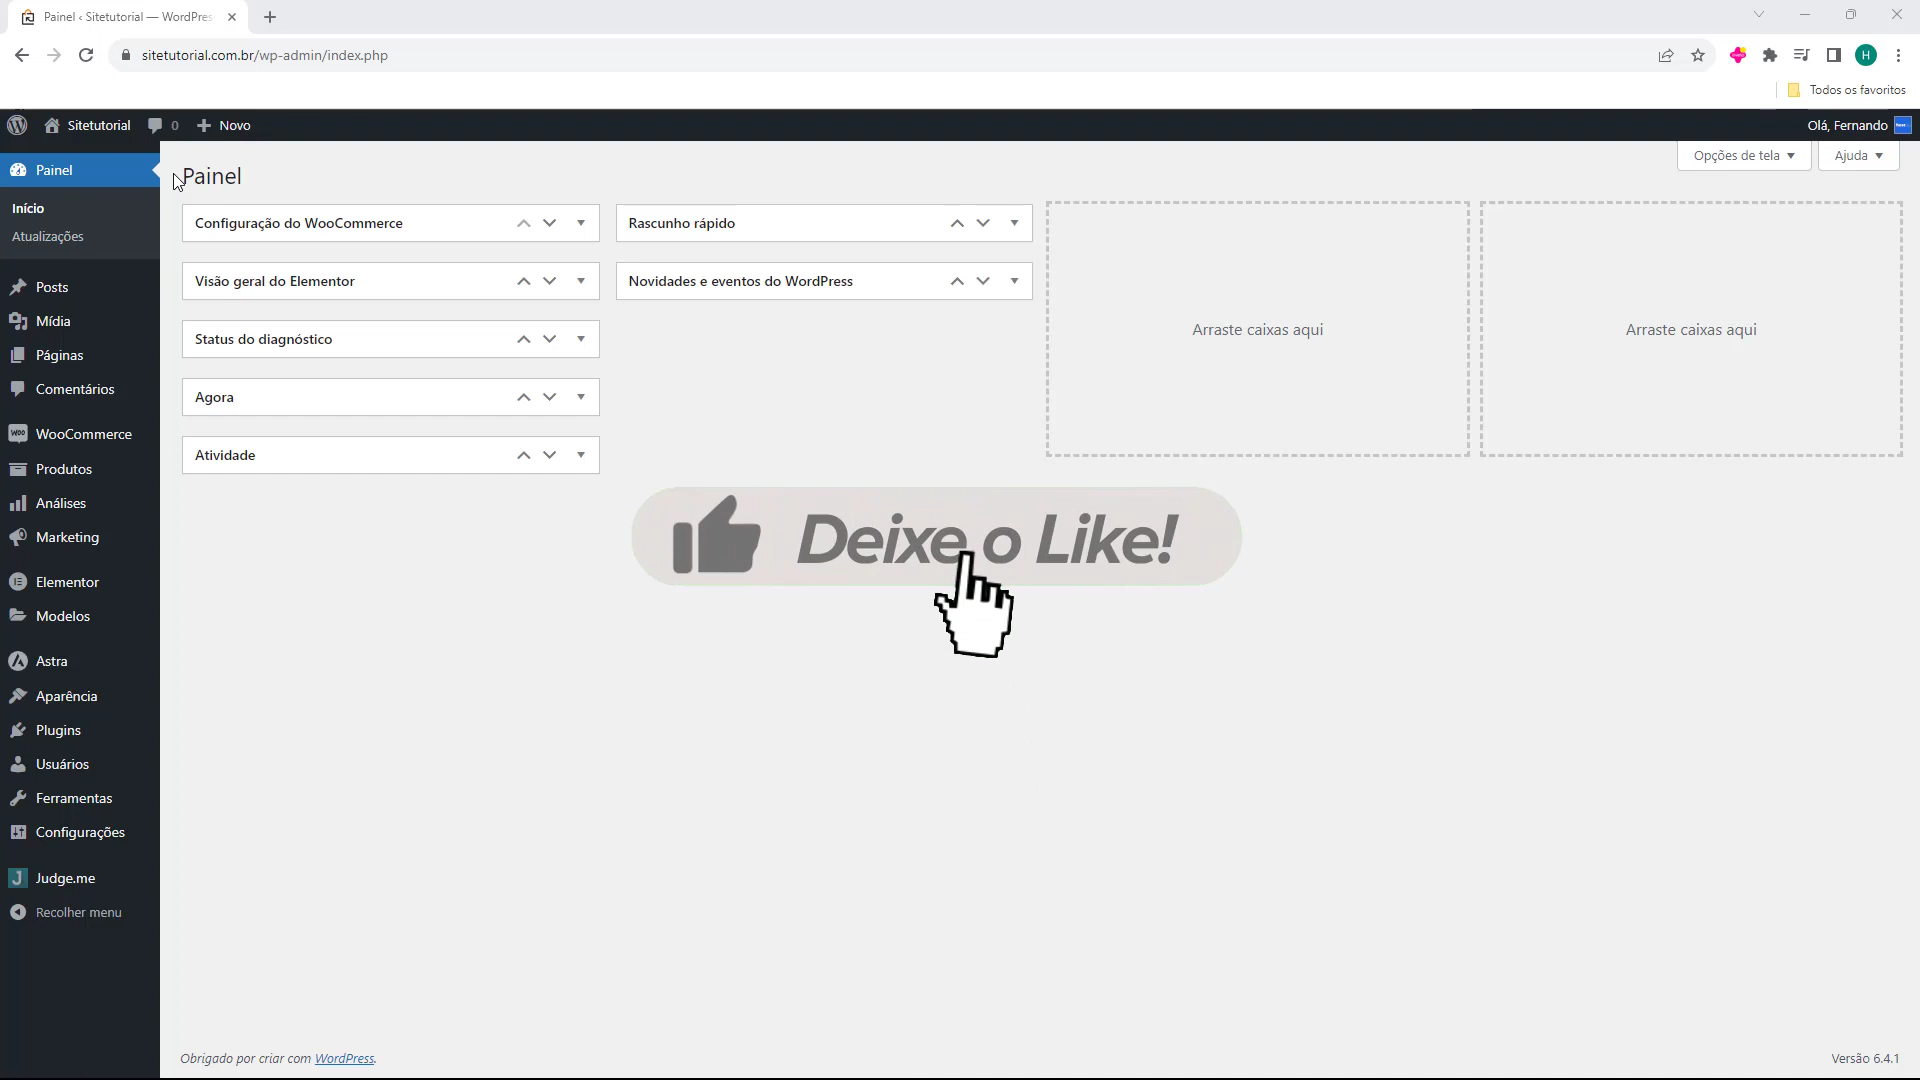 Painel ‹ Sitetutorial — WordPres
sitetutorial.com.br/wp-admin/index.php
H
Todos os favoritos
Sitetutorial
0
Novo
Olá, Fernando
Painel
Início
Atualizações
Posts
Mídia
Páginas
Comentários
WooCommerce
Produtos
Análises
Marketing
Elementor
Modelos
Astra
Aparência
Plugins
Usuários
Ferramentas
Configurações
Judge.me
Recolher menu
Painel
Opções de tela
Ajuda
Configuração do WooCommerce
Visão geral do Elementor
Status do diagnóstico
Agora
Atividade
Rascunho rápido
Novidades e eventos do WordPress
Arraste caixas aqui
Arraste caixas aqui
Deixe o Like!
Obrigado por criar com WordPress.
Versão 6.4.1